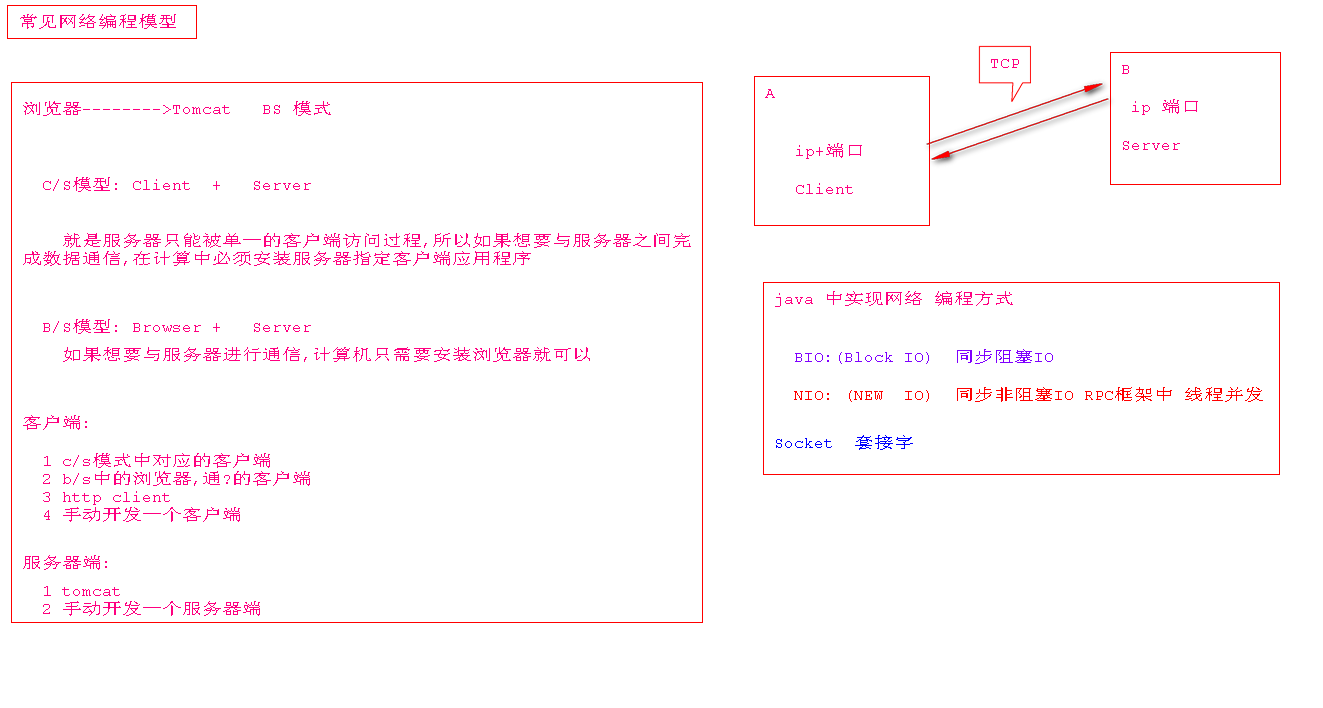 常见网络编程模型
浏览器-------->Tomcat BS 模式
C/S模型: Client + Server
就是服务器只能被单一的客户端访问过程,所以如果想要与服务器之间完
成数据通信,在计算中必须安装服务器指定客户端应用程序
B/S模型: Browser + Server
如果想要与服务器进行通信,计算机只需要安装浏览器就可以
客户端:
1 c/s模式中对应的客户端
2 b/s中的浏览器,通?的客户端
3 http client
4 手动开发一个客户端
服务器端:
1 tomcat
2 手动开发一个服务器端
A
ip+端口
Client
TCP
B
ip 端口
Server
java 中实现网络 编程方式
BIO:(Block IO) 同步阻塞IO
NIO: (NEW IO) 同步非阻塞IO RPC框架中 线程并发
Socket 套接字